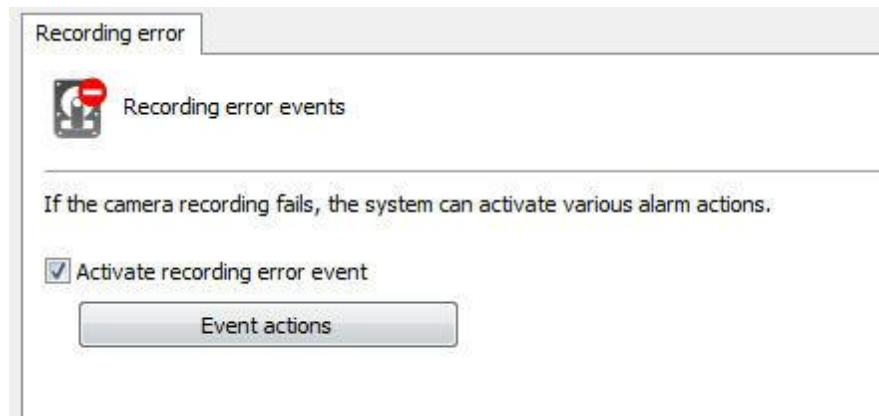 Recording error
Recording error events
If the camera recording fails, the system can activate various alarm actions.
Activate recording error event
Event actions